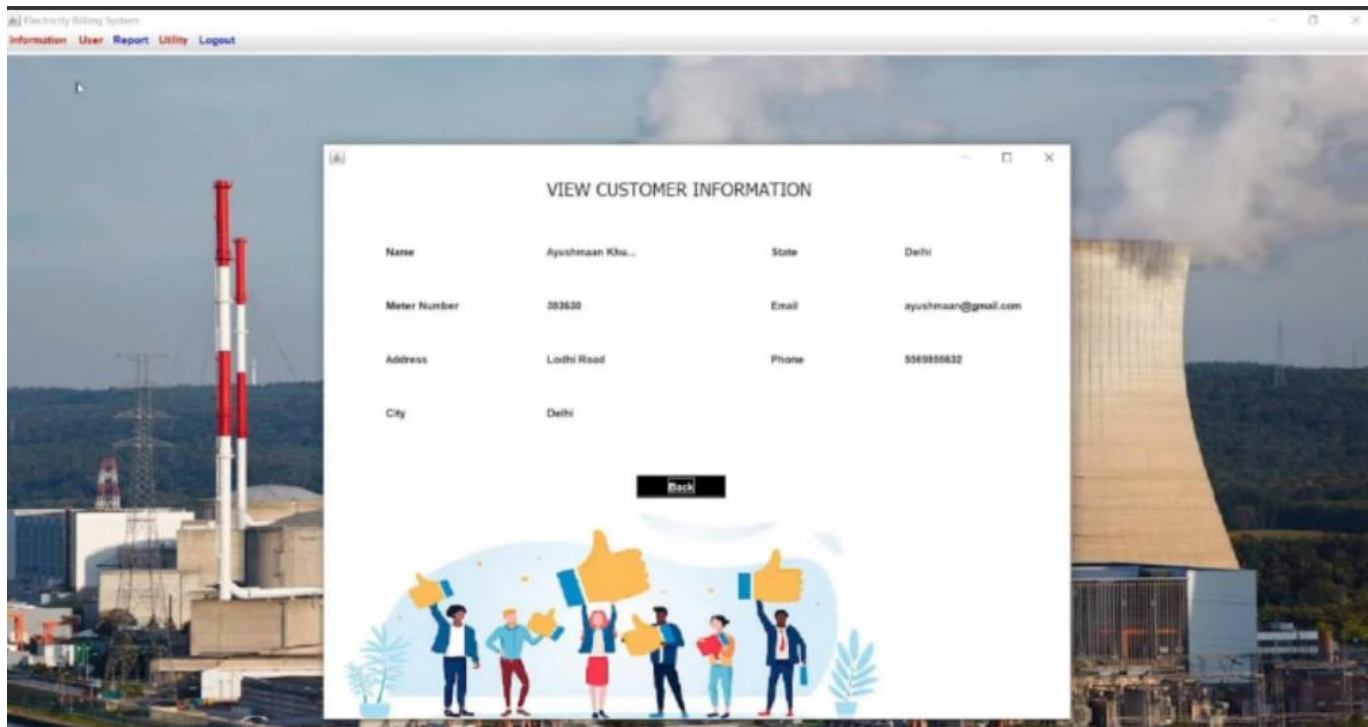 Electricity Billing System
Information User Report Utility Logout
VIEW CUSTOMER INFORMATION
Name Ayushmaan Khu... State Delhi
Meter Number 383630 Email ayushmaan@gmail.com
Address Lodhi Road Phone 5569855632
City Delhi
Back